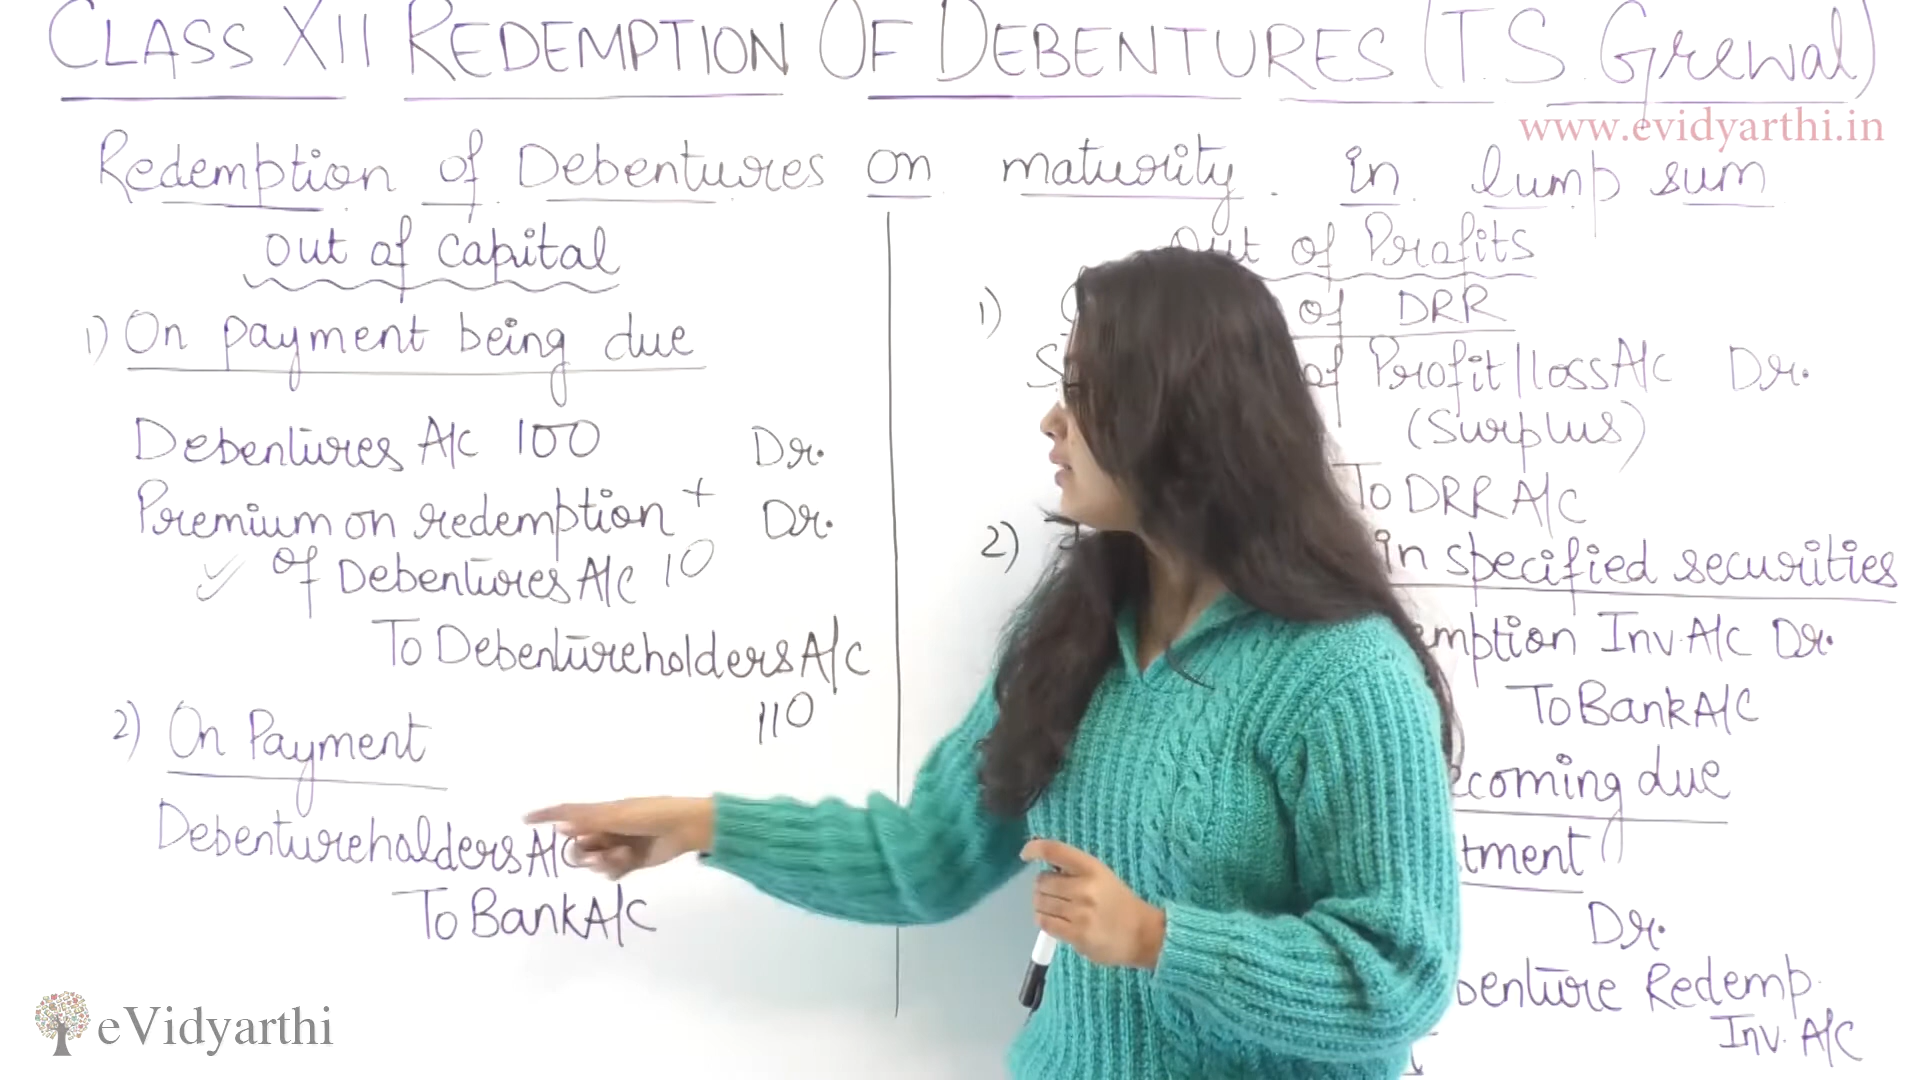 CLASS XII REDEMPTION OF DEBENTURES (T.S. Grewal)
www.evidyarthi.in
Redemption of Debentures on maturity. in lump sum
out of capital
1) On payment being due
Debentures A/c 100 Dr.
Premium on redemption + Dr.
of Debentures A/c 10
To Debentureholders A/c
110
2) On Payment
Debentureholders A/c
To Bank A/c
out of Profits
1) of DRR
of Profit/loss A/c Dr.
(Surplus)
To DRR A/c
2) in specified securities
emption Inv. A/c Dr.
To Bank A/c
ecoming due
tment
Dr.
benture Redemp.
Inv. A/c
eVidyarthi